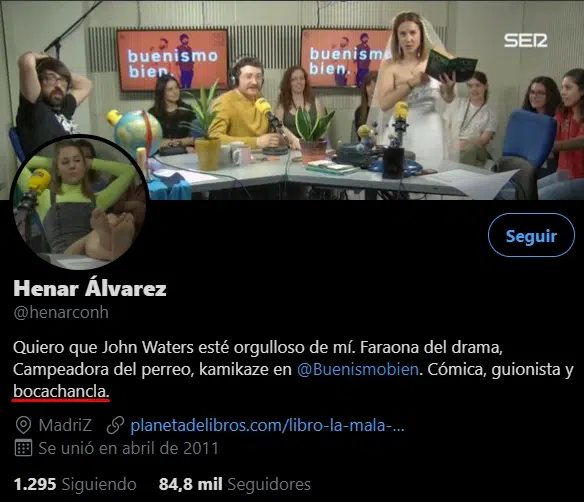 buenismo
bien.
buenismo
bien.
SER
Seguir
Henar Álvarez
@henarconh
Quiero que John Waters esté orgulloso de mí. Faraona del drama,
Campeadora del perreo, kamikaze en @Buenismobien. Cómica, guionista y
bocachancla.
MadriZ planetadelibros.com/libro-la-mala-...
Se unió en abril de 2011
1.295 Siguiendo 84,8 mil Seguidores